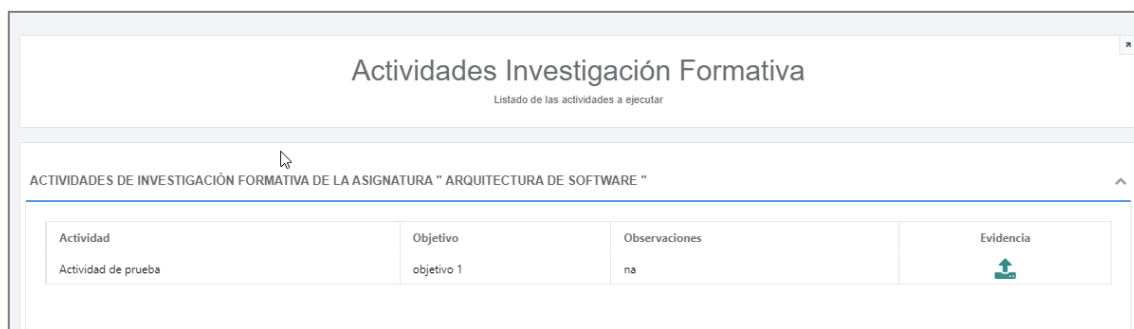 Actividades Investigación Formativa
Listado de las actividades a ejecutar
ACTIVIDADES DE INVESTIGACIÓN FORMATIVA DE LA ASIGNATURA " ARQUITECTURA DE SOFTWARE "
Actividad Objetivo Observaciones Evidencia
Actividad de prueba objetivo 1 na